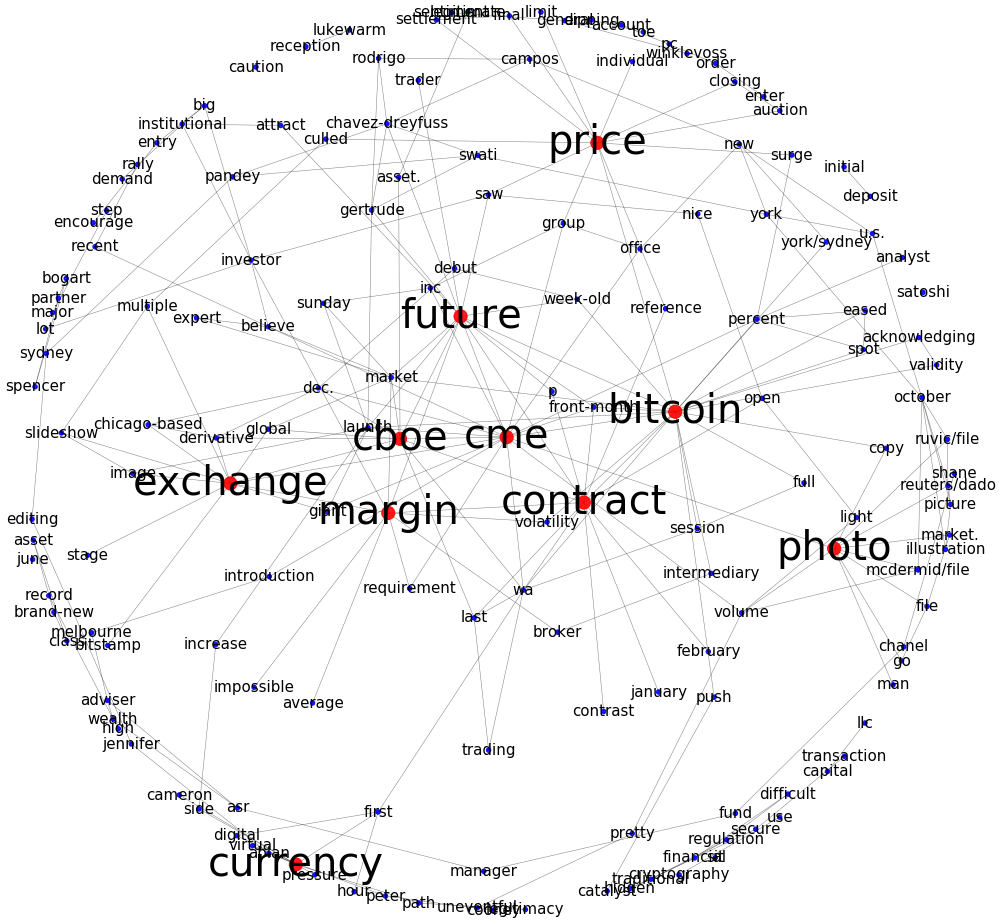 limit
settlement
final
general
account
toe
lukewarm
pc
reception
winklevoss
rodrigo
campos
individual
order
caution
trader
closing
enter
big
auction
institutional
attract
chavez-dreyfuss
culled
price
entry
new
swati
surge
rally
initial
demand
pandey
asset.
saw
deposit
step
gertrude
nice
york
encourage
group
u.s.
recent
office
york/sydney
investor
analyst
debut
bogart
inc
satoshi
partner
multiple
sunday
week-old
major
expert
future
reference
percent
eased
lot
believe
acknowledging
sydney
spot
validity
spencer
dec.
market
p
october
front-month
bitcoin
open
chicago-based
global
launch
slideshow
derivative
cboe
cme
ruvic/file
copy
image
exchange
shane
full
reuters/dado
contract
picture
giant
margin
editing
volatility
session
light
asset
market.
photo
illustration
june
stage
introduction
intermediary
mcdermid/file
requirement
wa
record
file
brand-new
last
volume
melbourne
broker
class
bitstamp
increase
february
chanel
go
impossible
man
january
push
adviser
average
contrast
wealth
high
llc
jennifer
trading
transaction
capital
cameron
difficult
side
asr
first
fund
use
secure
digital
pretty
virtual
regulation
asian
financial
currency
manager
cryptography
pressure
traditional
hidden
catalyst
hour
peter
path
uneventful